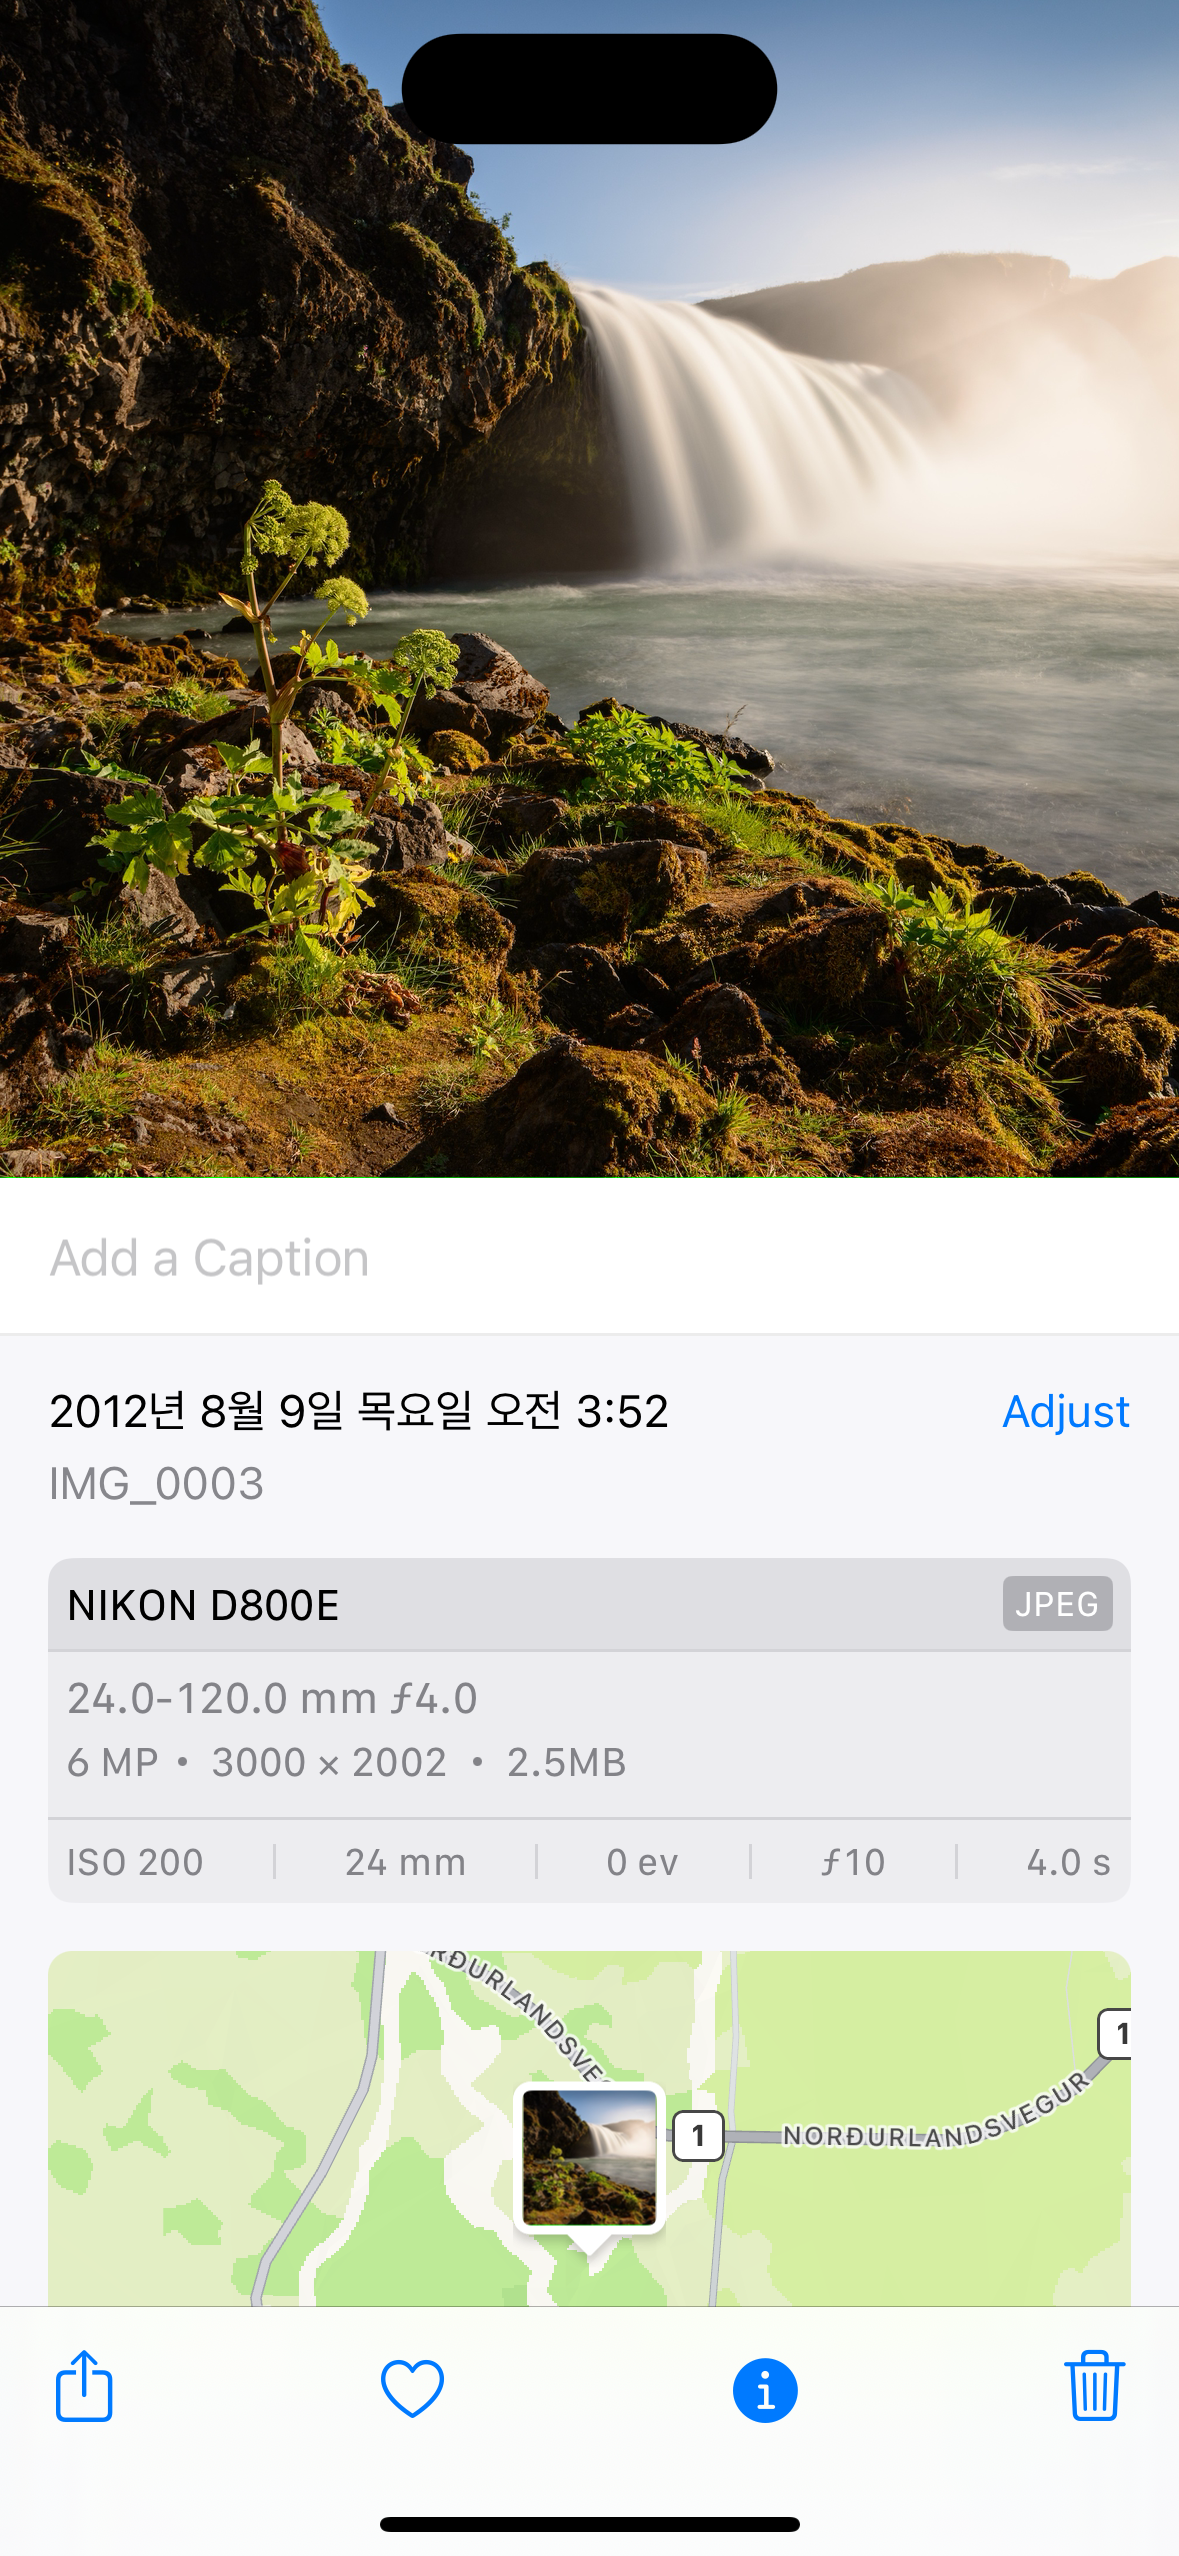 Add a Caption
2012년 8월 9일 목요일 오전 3:52
Adjust
IMG_0003
NIKON D800E
JPEG
24.0-120.0 mm ƒ4.0
6 MP • 3000 × 2002 • 2.5MB
ISO 200
24 mm
0 ev
ƒ10
4.0 s
1
1
NORÐURLANDSVEGUR